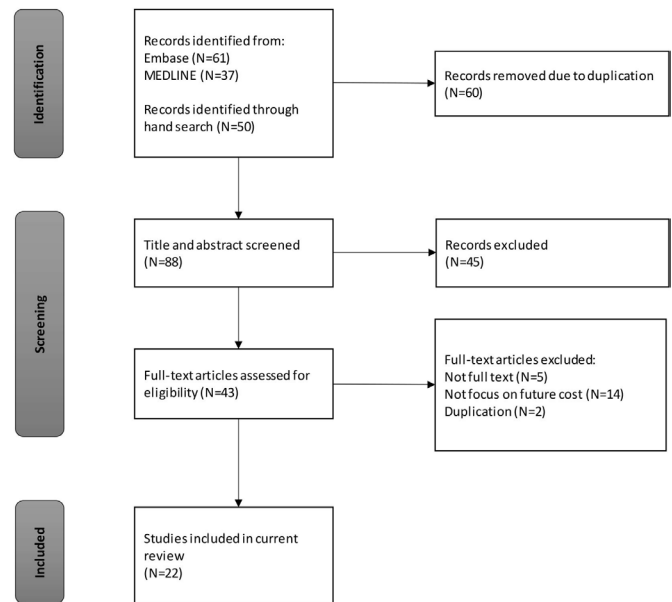 Identification
Records identified from:
Embase (N=61)
MEDLINE (N=37)
Records identified through
hand search (N=50)
Records removed due to duplication
(N=60)
Screening
Title and abstract screened
(N=88)
Records excluded
(N=45)
Full-text articles assessed for
eligibility (N=43)
Full-text articles excluded:
Not full text (N=5)
Not focus on future cost (N=14)
Duplication (N=2)
Included
Studies included in current
review
(N=22)